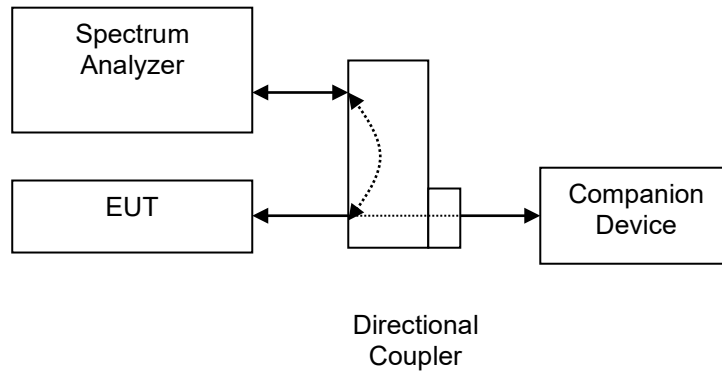 Spectrum
Analyzer
EUT
Companion
Device
Directional
Coupler